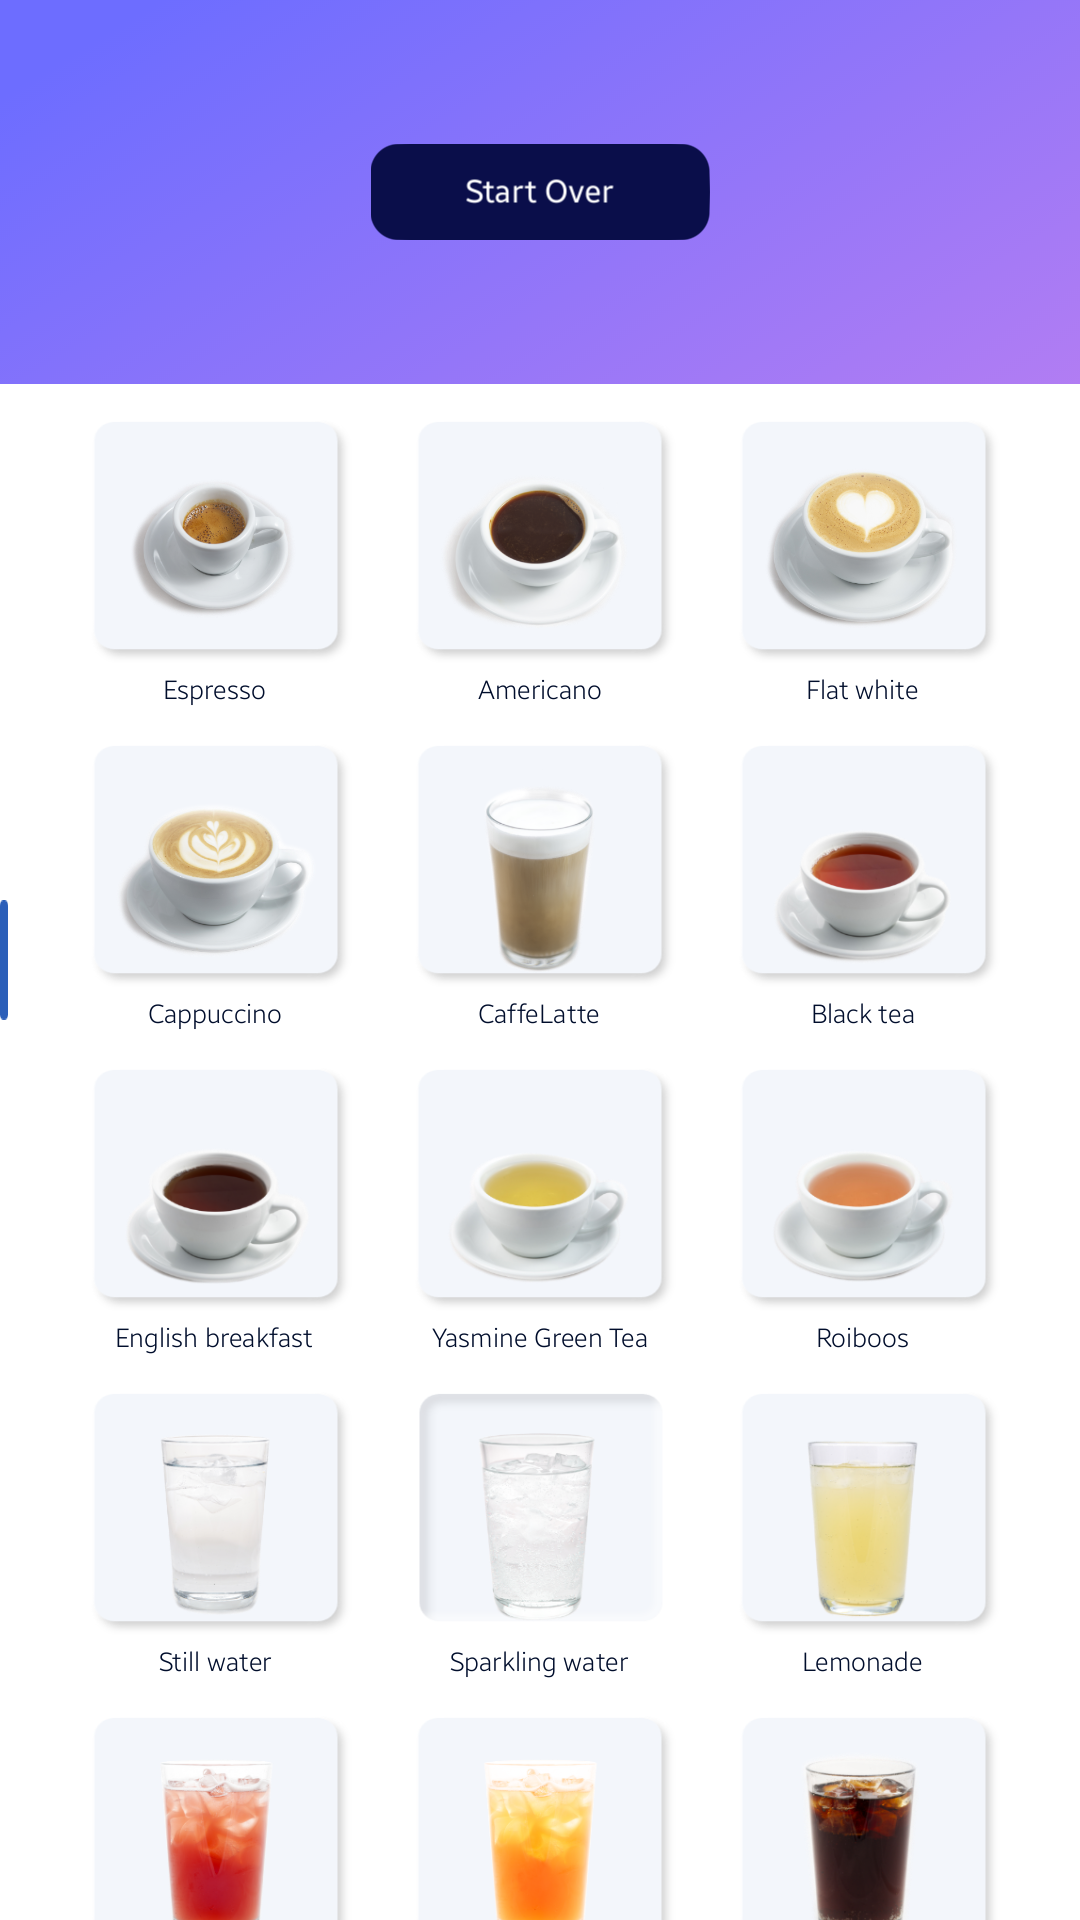 Start Over
Espresso
Americano
Flat white
Cappuccino
CaffeLatte
Black tea
English breakfast
Yasmine Green Tea
Roiboos
Still water
Sparkling water
Lemonade